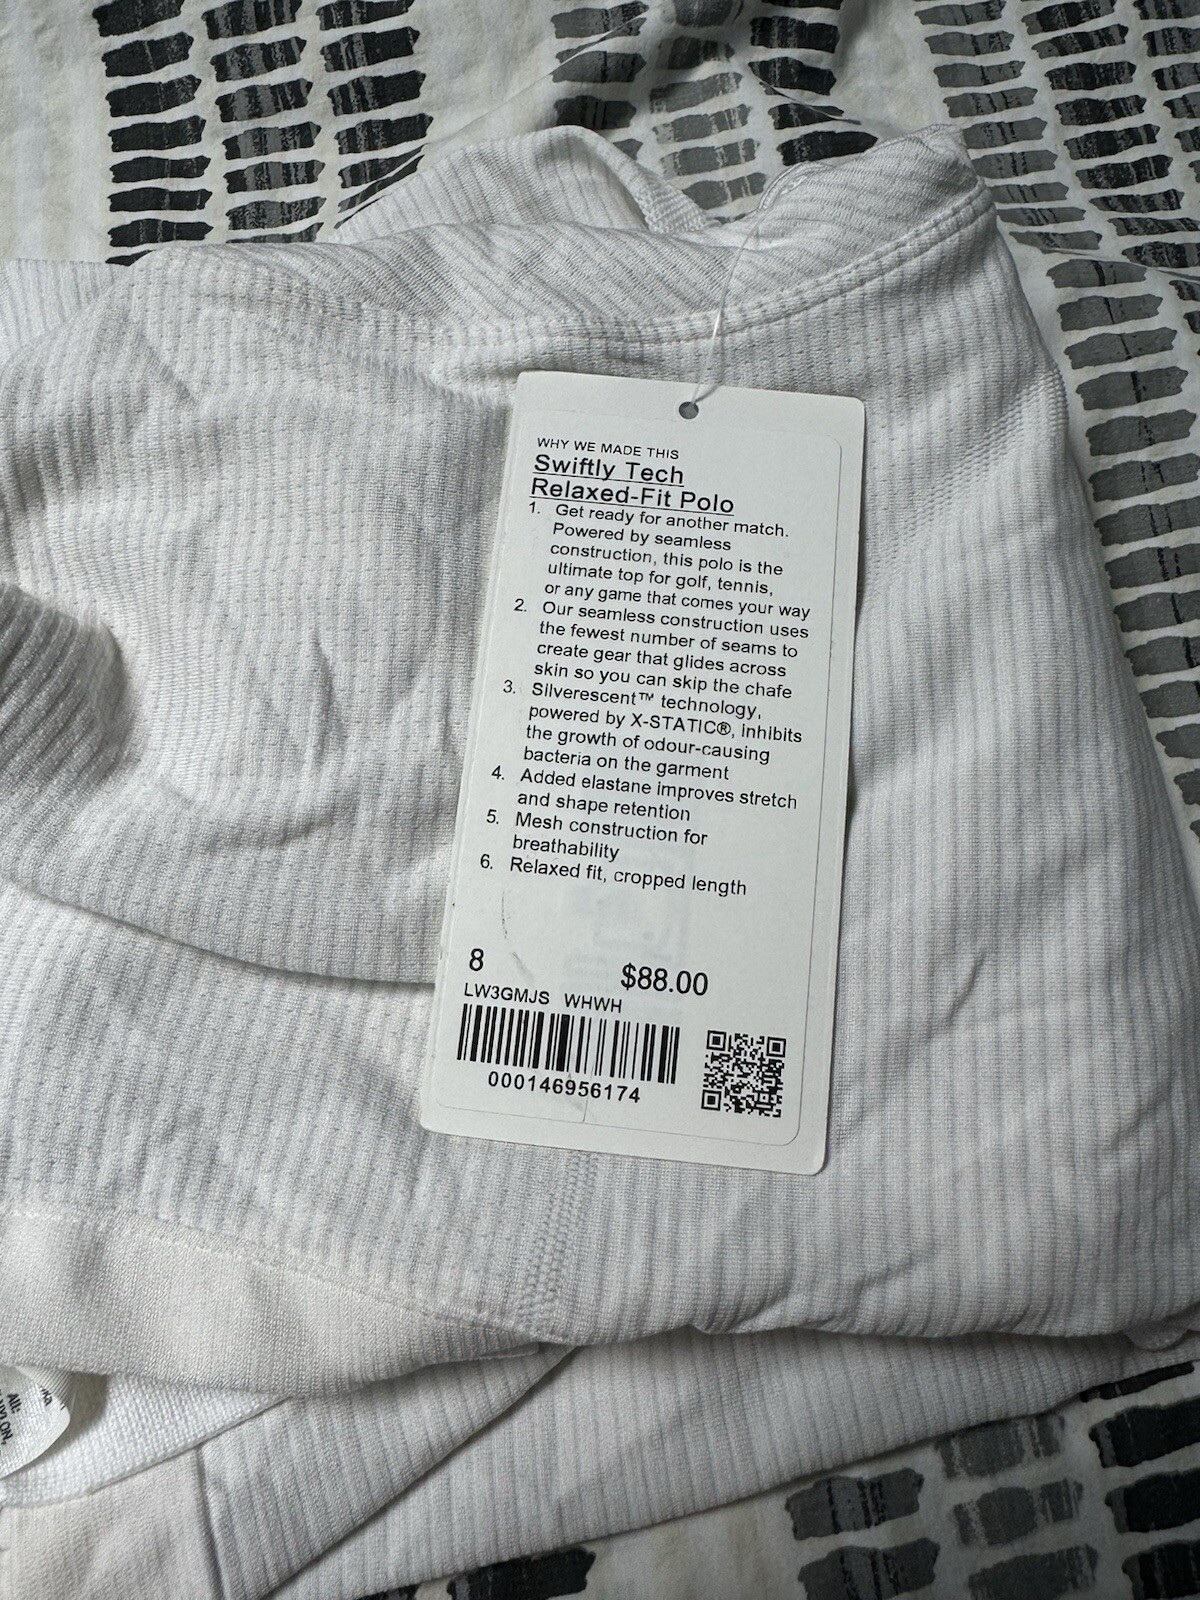 WHY WE MADE THIS
Swiftly Tech
Relaxed-Fit Polo
1. Get ready for another match.
Powered by seamless
construction, this polo is the
ultimate top for golf, tennis,
or any game that comes your way
2. Our seamless construction uses
the fewest number of seams to
create gear that glides across
skin so you can skip the chafe
3. Silverescent™ technology,
powered by X-STATIC®, inhibits
the growth of odour-causing
bacteria on the garment
4. Added elastane improves stretch
and shape retention
5. Mesh construction for
breathability
6. Relaxed fit, cropped length
8 $88.00
LW3GMJS WHWH
000146956174
All: